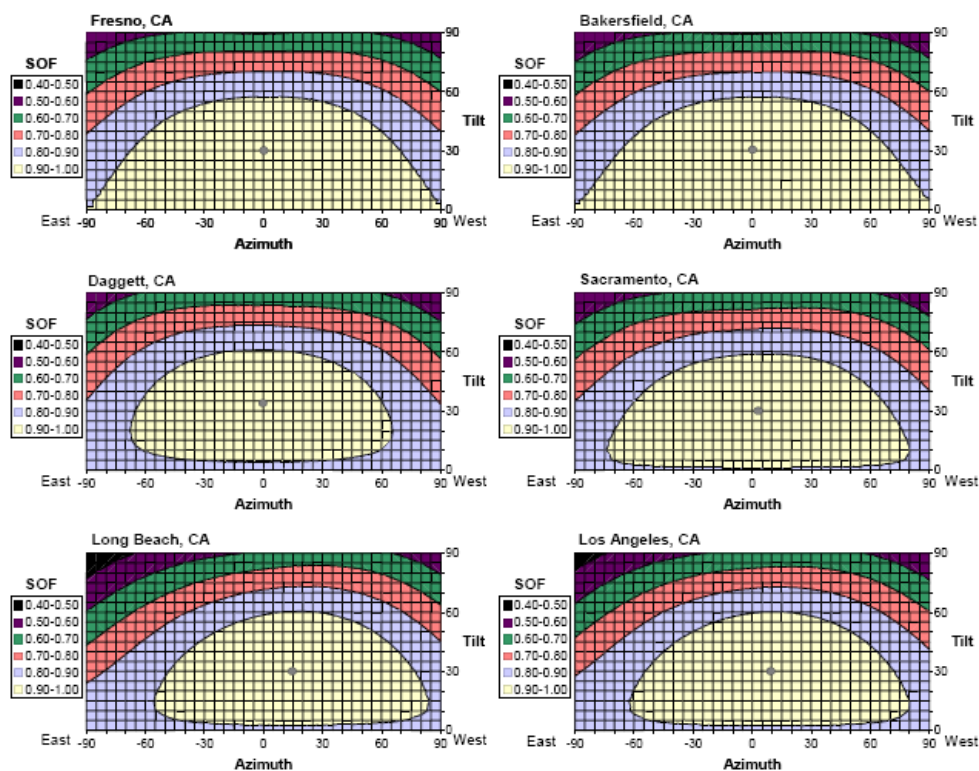 Fresno, CA
SOF
0.40-0.50
0.50-0.60
0.60-0.70
0.70-0.80
0.80-0.90
0.90-1.00
90
60
Tilt
30
0
East
-90 -60 -30 0 30 60 90
West
Azimuth
Bakersfield, CA
SOF
0.40-0.50
0.50-0.60
0.60-0.70
0.70-0.80
0.80-0.90
0.90-1.00
90
60
Tilt
30
0
East
-90 -60 -30 0 30 60 90
West
Azimuth
Daggett, CA
SOF
0.40-0.50
0.50-0.60
0.60-0.70
0.70-0.80
0.80-0.90
0.90-1.00
90
60
Tilt
30
0
East
-90 -60 -30 0 30 60 90
West
Azimuth
Sacramento, CA
SOF
0.40-0.50
0.50-0.60
0.60-0.70
0.70-0.80
0.80-0.90
0.90-1.00
90
60
Tilt
30
0
East
-90 -60 -30 0 30 60 90
West
Azimuth
Long Beach, CA
SOF
0.40-0.50
0.50-0.60
0.60-0.70
0.70-0.80
0.80-0.90
0.90-1.00
90
60
Tilt
30
0
East
-90 -60 -30 0 30 60 90
West
Azimuth
Los Angeles, CA
SOF
0.40-0.50
0.50-0.60
0.60-0.70
0.70-0.80
0.80-0.90
0.90-1.00
90
60
Tilt
30
0
East
-90 -60 -30 0 30 60 90
West
Azimuth